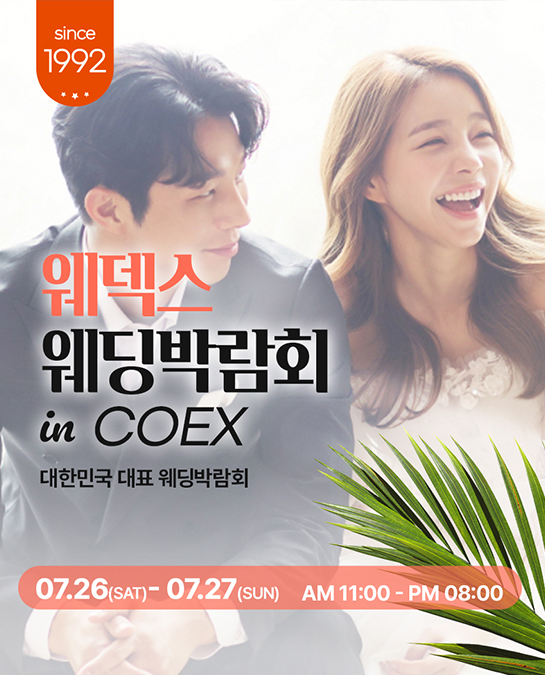 since
1992
웨덱스
웨딩박람회
in COEX
대한민국 대표 웨딩박람회
07.26(SAT) - 07.27(SUN) AM 11:00 - PM 08:00